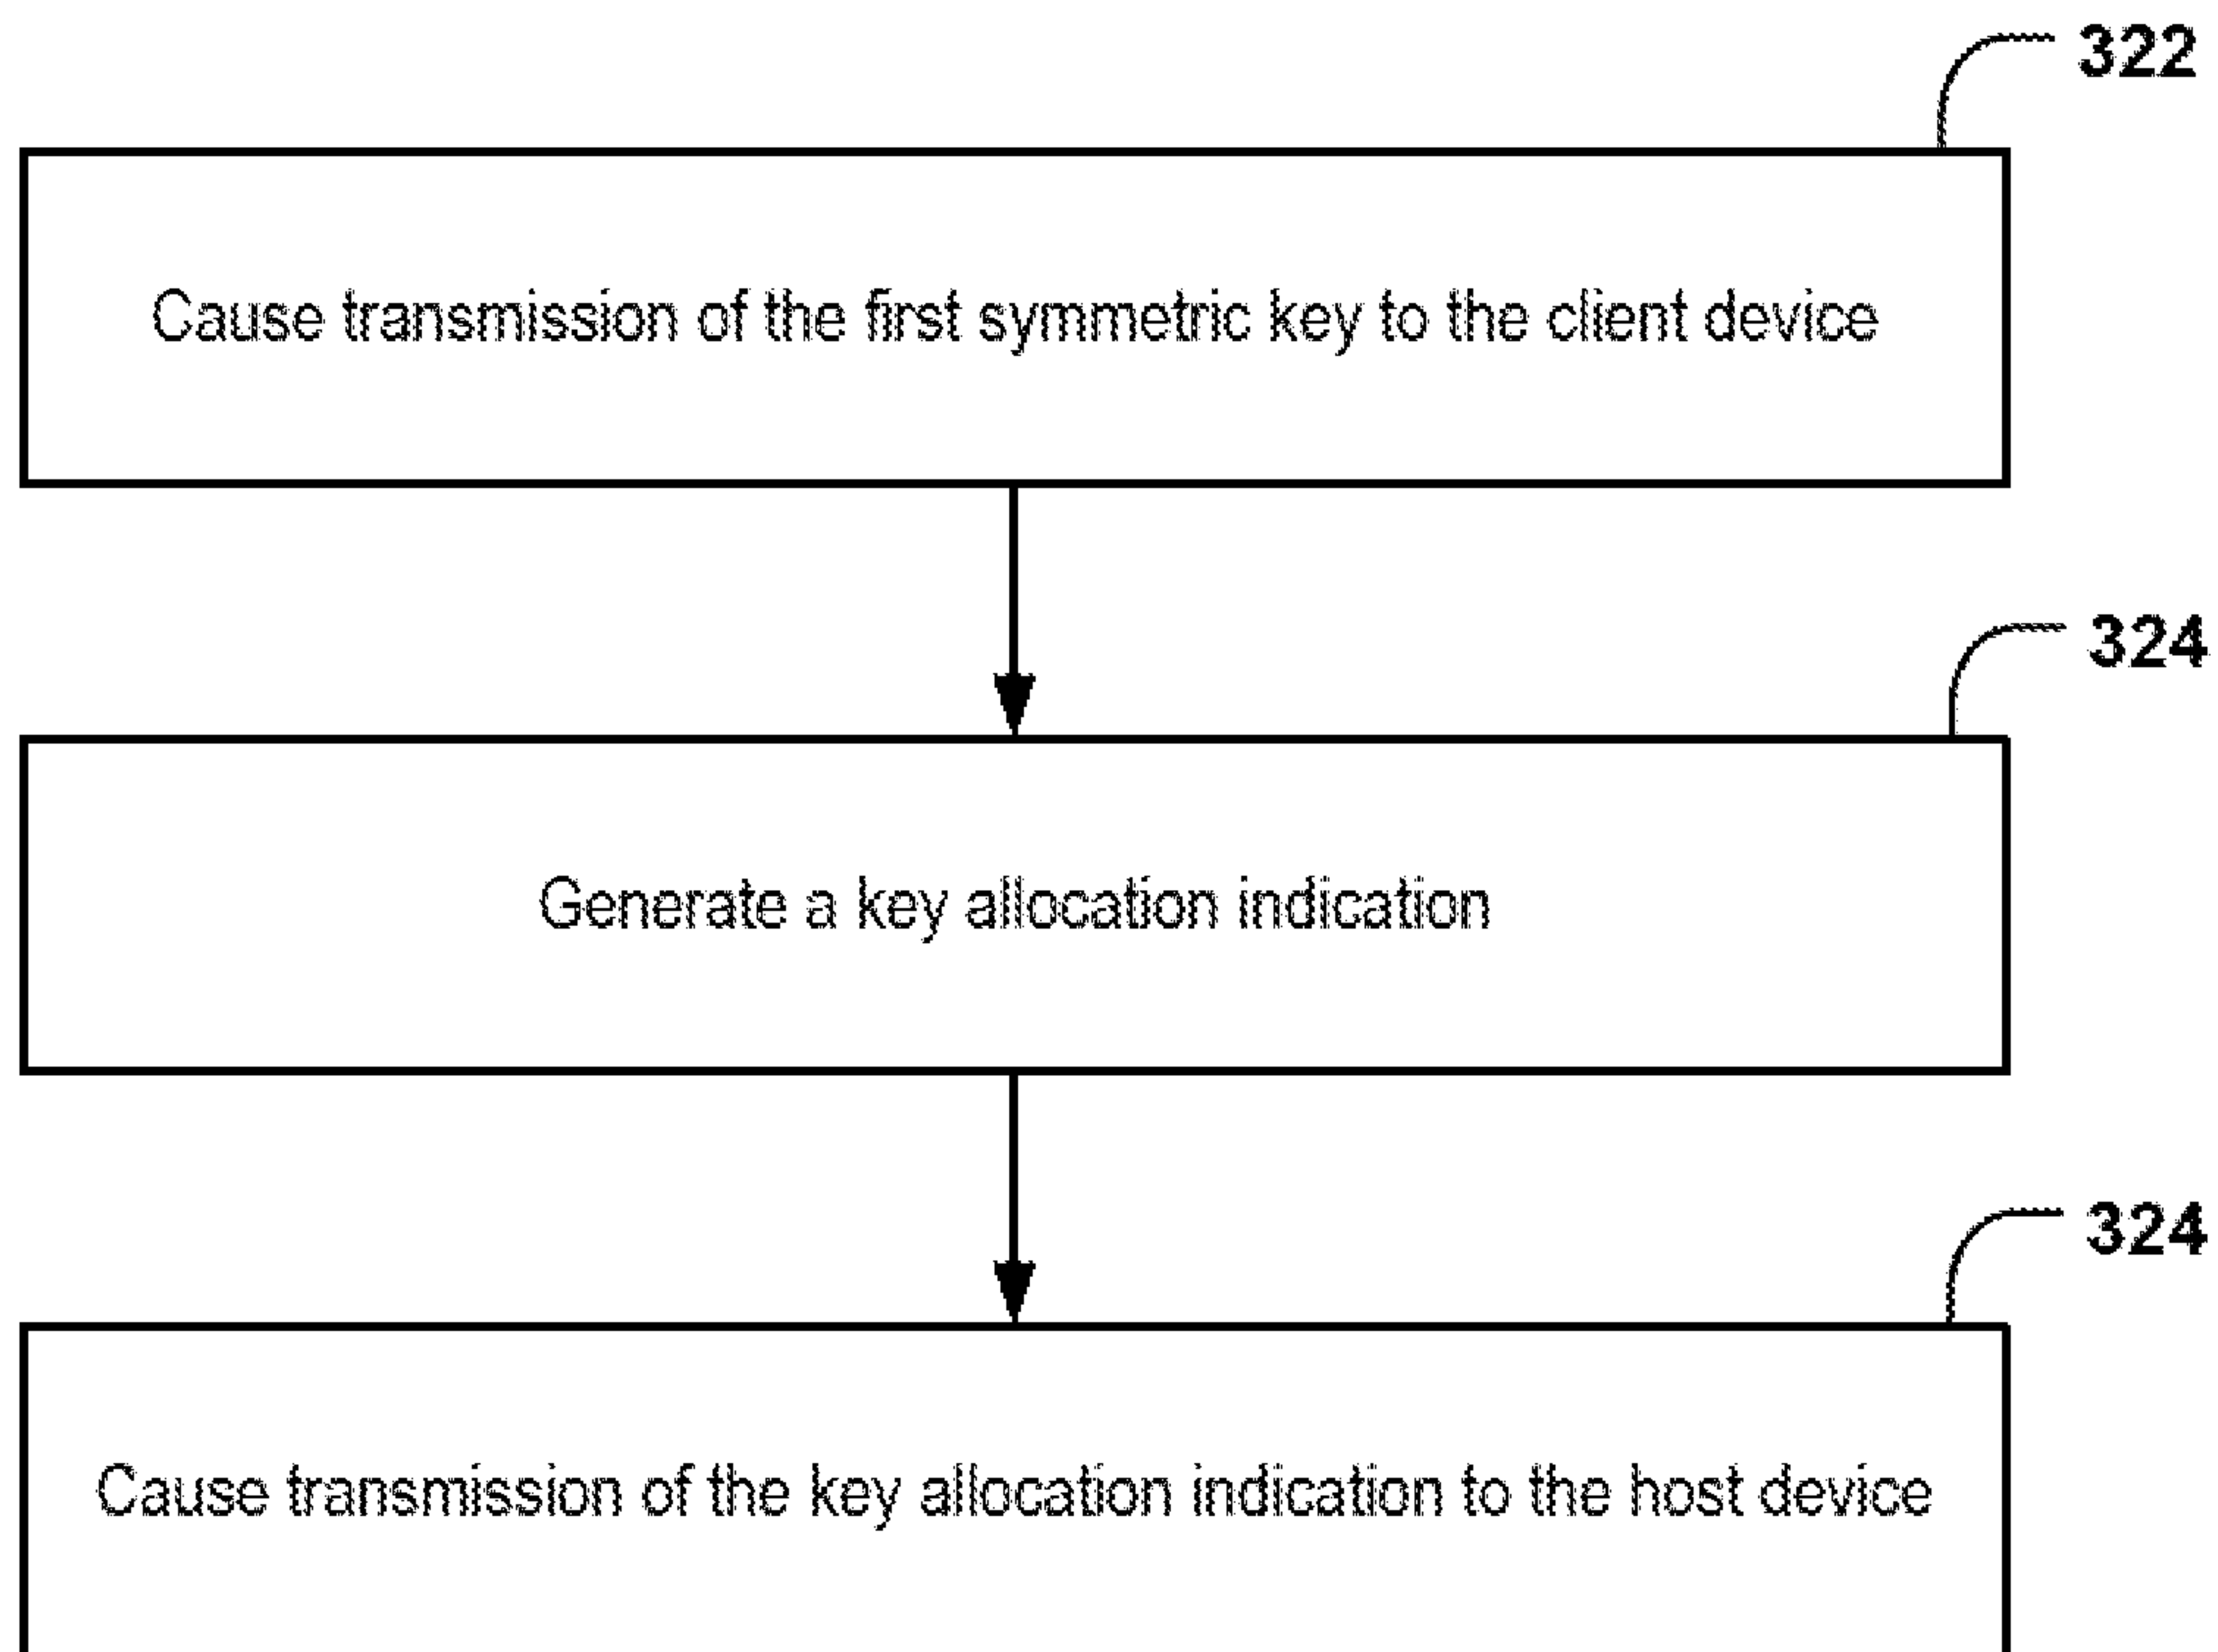 322
Cause transmission of the first symmetric key to the client device
324
Generate a key allocation indication
324
Cause transmission of the key allocation indication to the host device